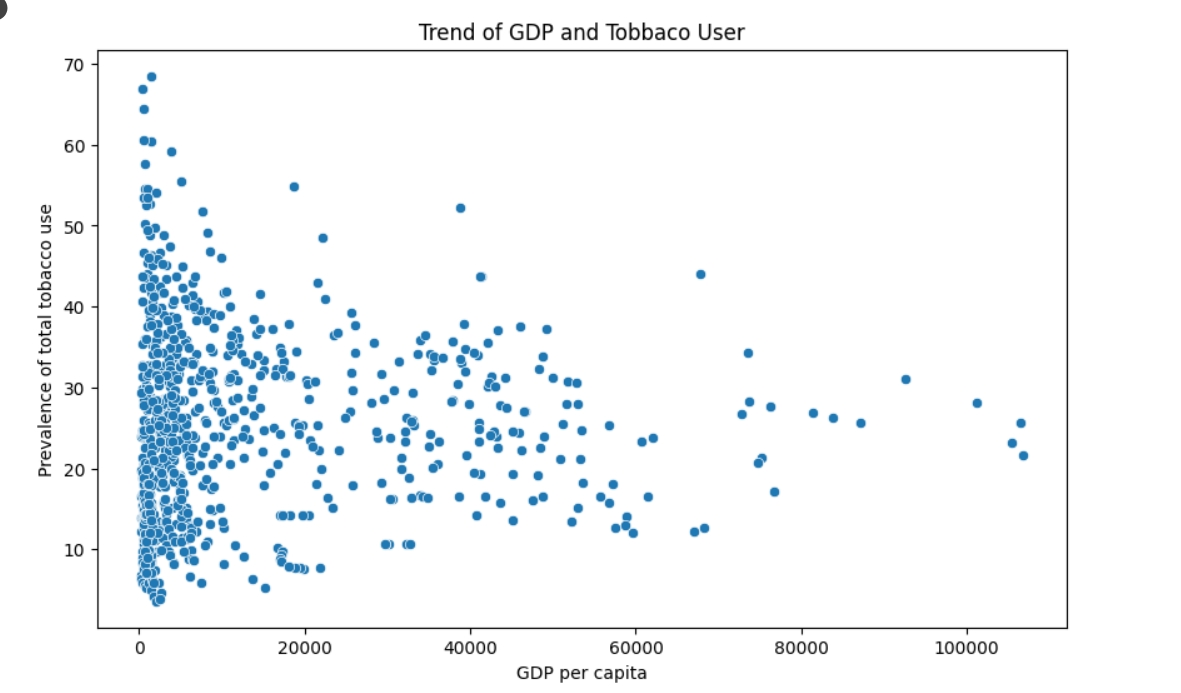 Trend of GDP and Tobbaco User
70
60
50
40
30
20
10
Prevalence of total tobacco use
0 20000 40000 60000 80000 100000
GDP per capita